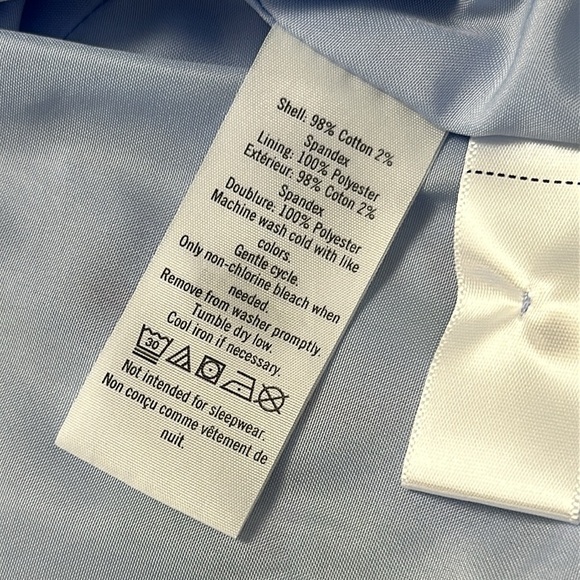 Shell: 98% Cotton 2%
Spandex
Lining: 100% Polyester
Extérieur: 98% Coton 2%
Spandex
Doublure: 100% Polyester
Machine wash cold with like
colors.
Gentle cycle.
Only non-chlorine bleach when
needed.
Remove from washer promptly.
Tumble dry low.
Cool iron if necessary.
30
Not intended for sleepwear.
Non conçu comme vêtement de
nuit.